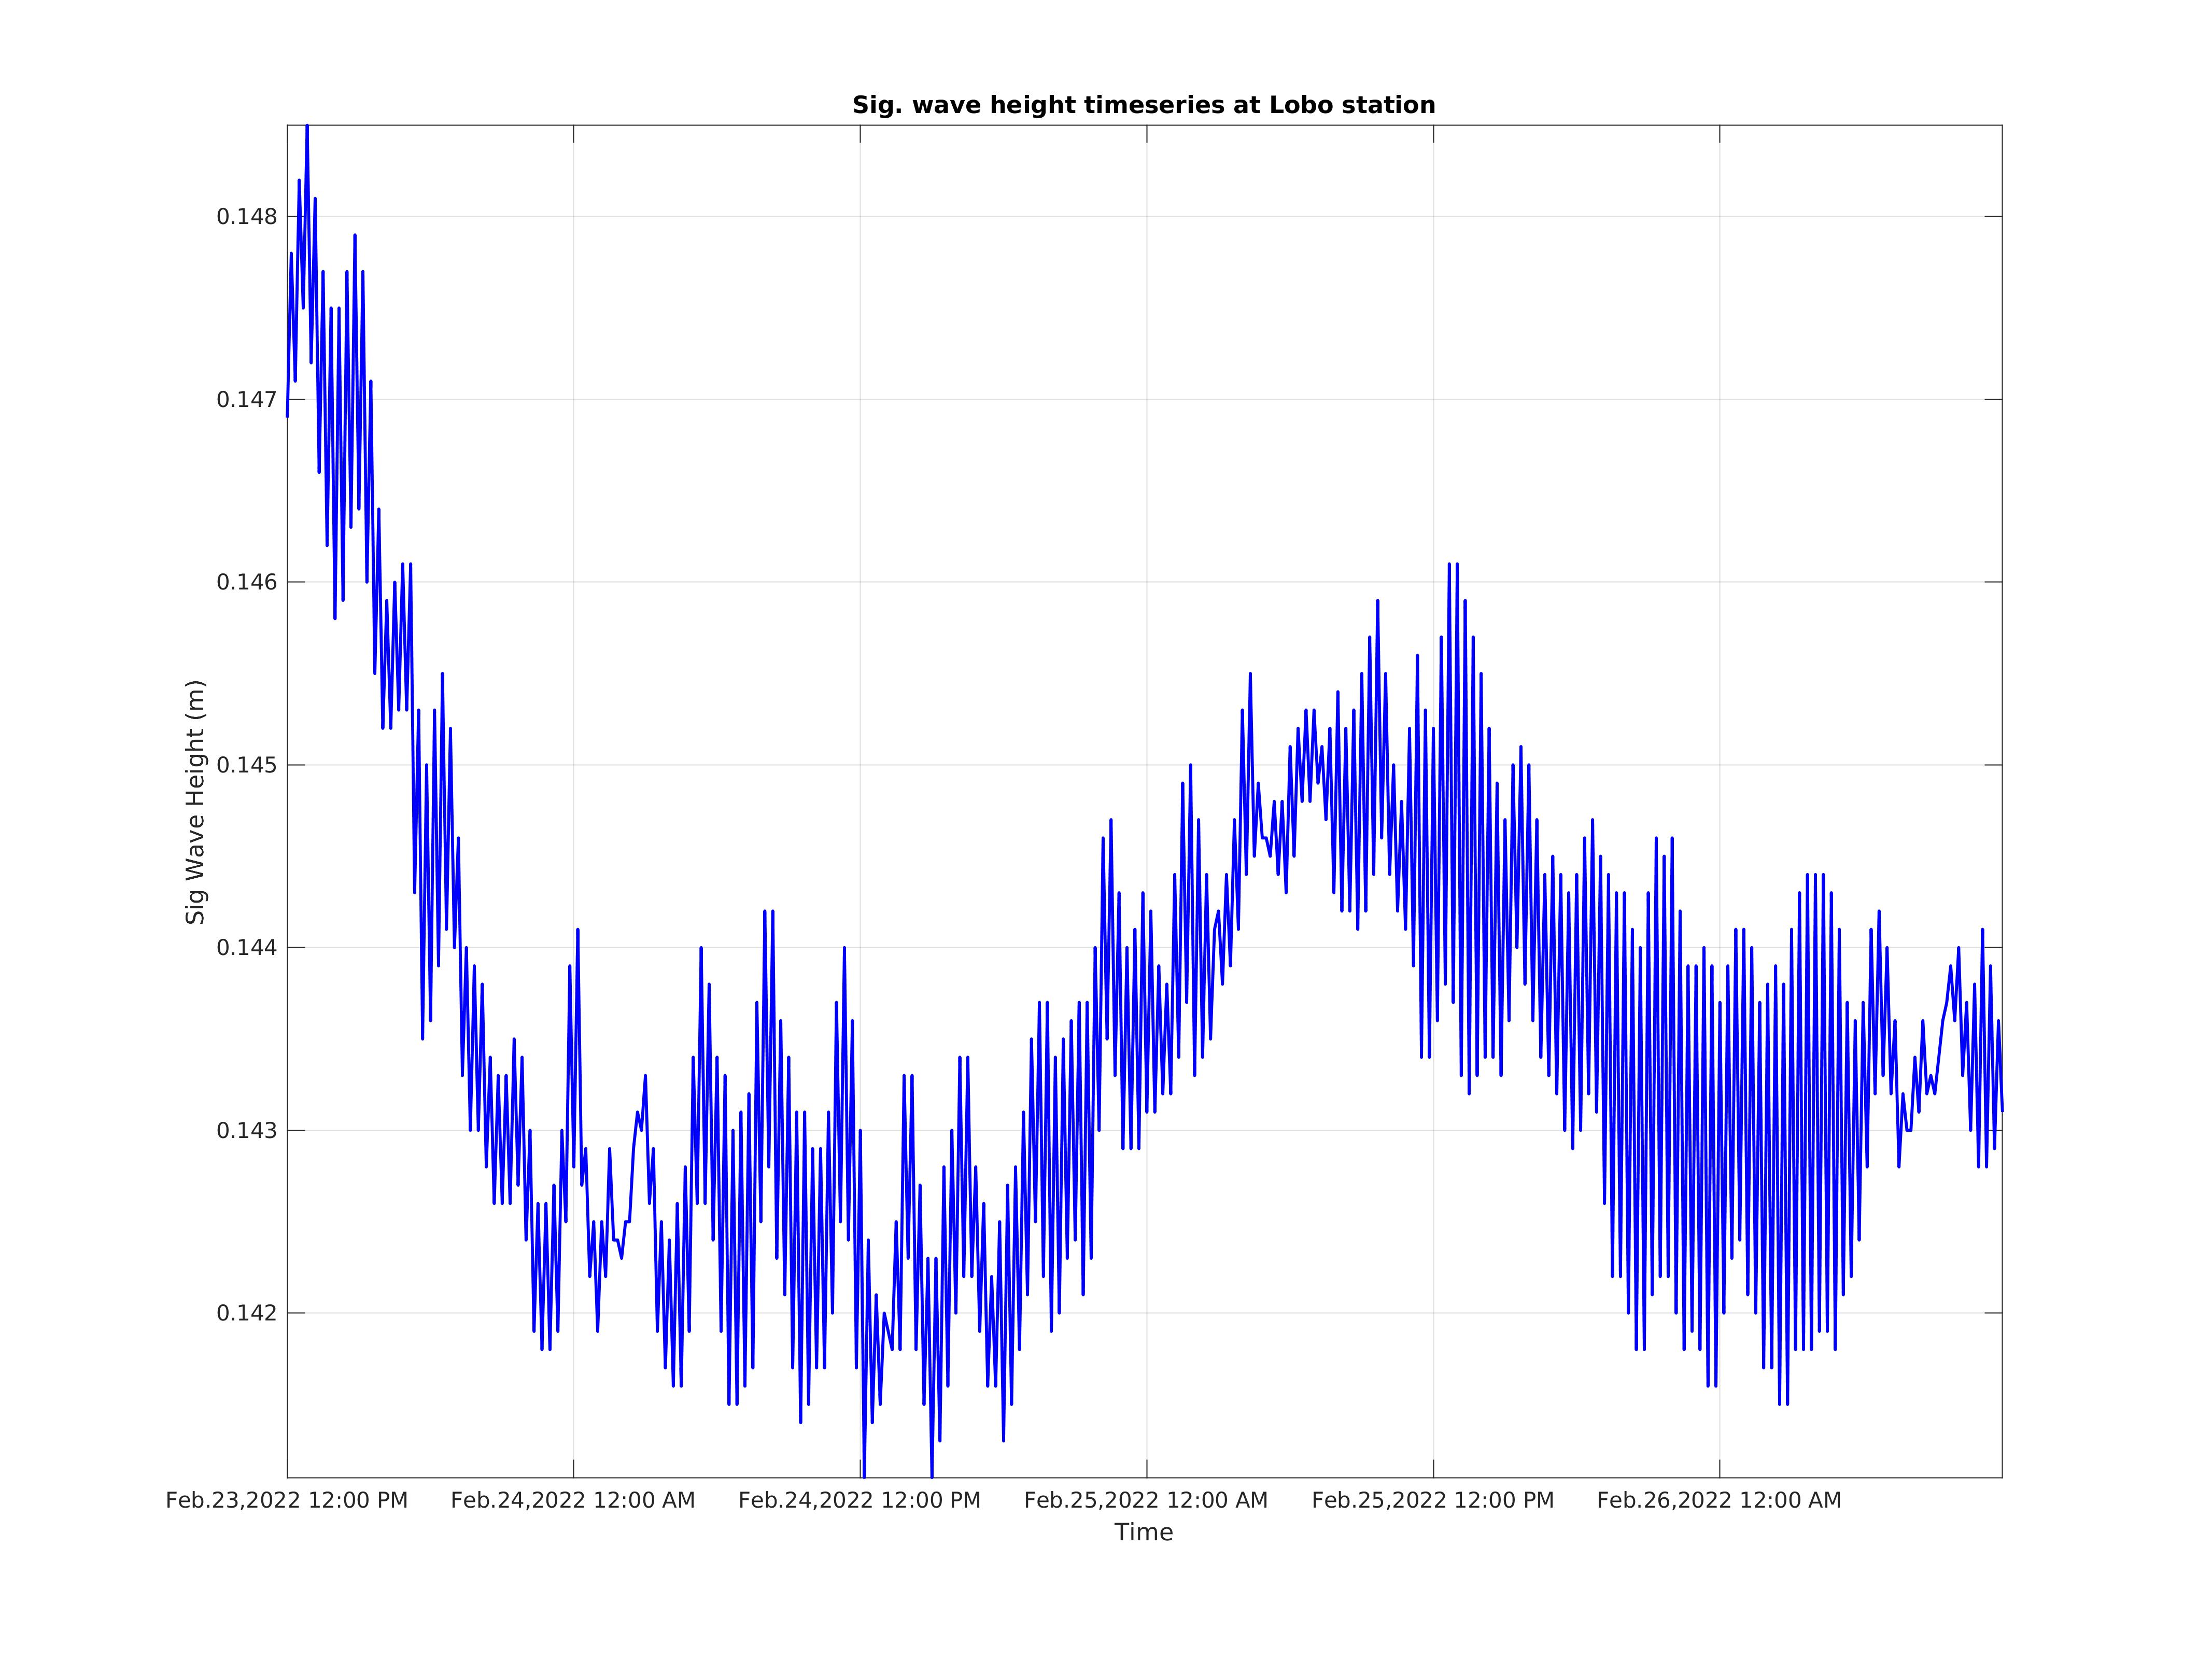 Sig. wave height timeseries at Lobo station
0.148
0.147
0.146
0.145
0.144
0.143
0.142
Sig Wave Height (m)
Feb.23,2022 12:00 PM
Feb.24,2022 12:00 AM
Feb.24,2022 12:00 PM
Feb.25,2022 12:00 AM
Feb.25,2022 12:00 PM
Feb.26,2022 12:00 AM
Time